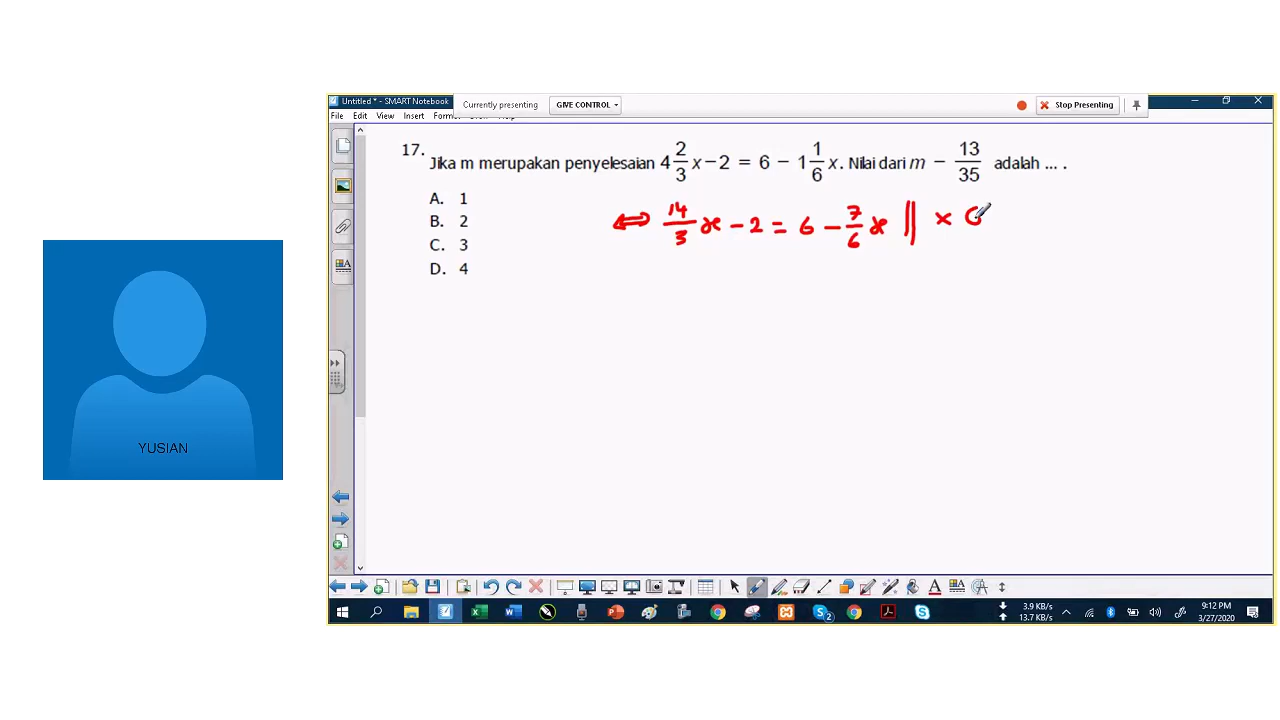 Untitled * - SMART Notebook
Currently presenting
GIVE CONTROL
Stop Presenting
File Edit View Insert
17. Jika m merupakan penyelesaian 4 2/3 x − 2 = 6 − 1 1/6 x. Nilai dari m − 13/35 adalah ... .
A. 1
B. 2
C. 3
D. 4
⇔ 14/3 x − 2 = 6 − 7/6 x || ×
YUSIAN
3.9 KB/s
13.7 KB/s
9:12 PM
3/27/2020